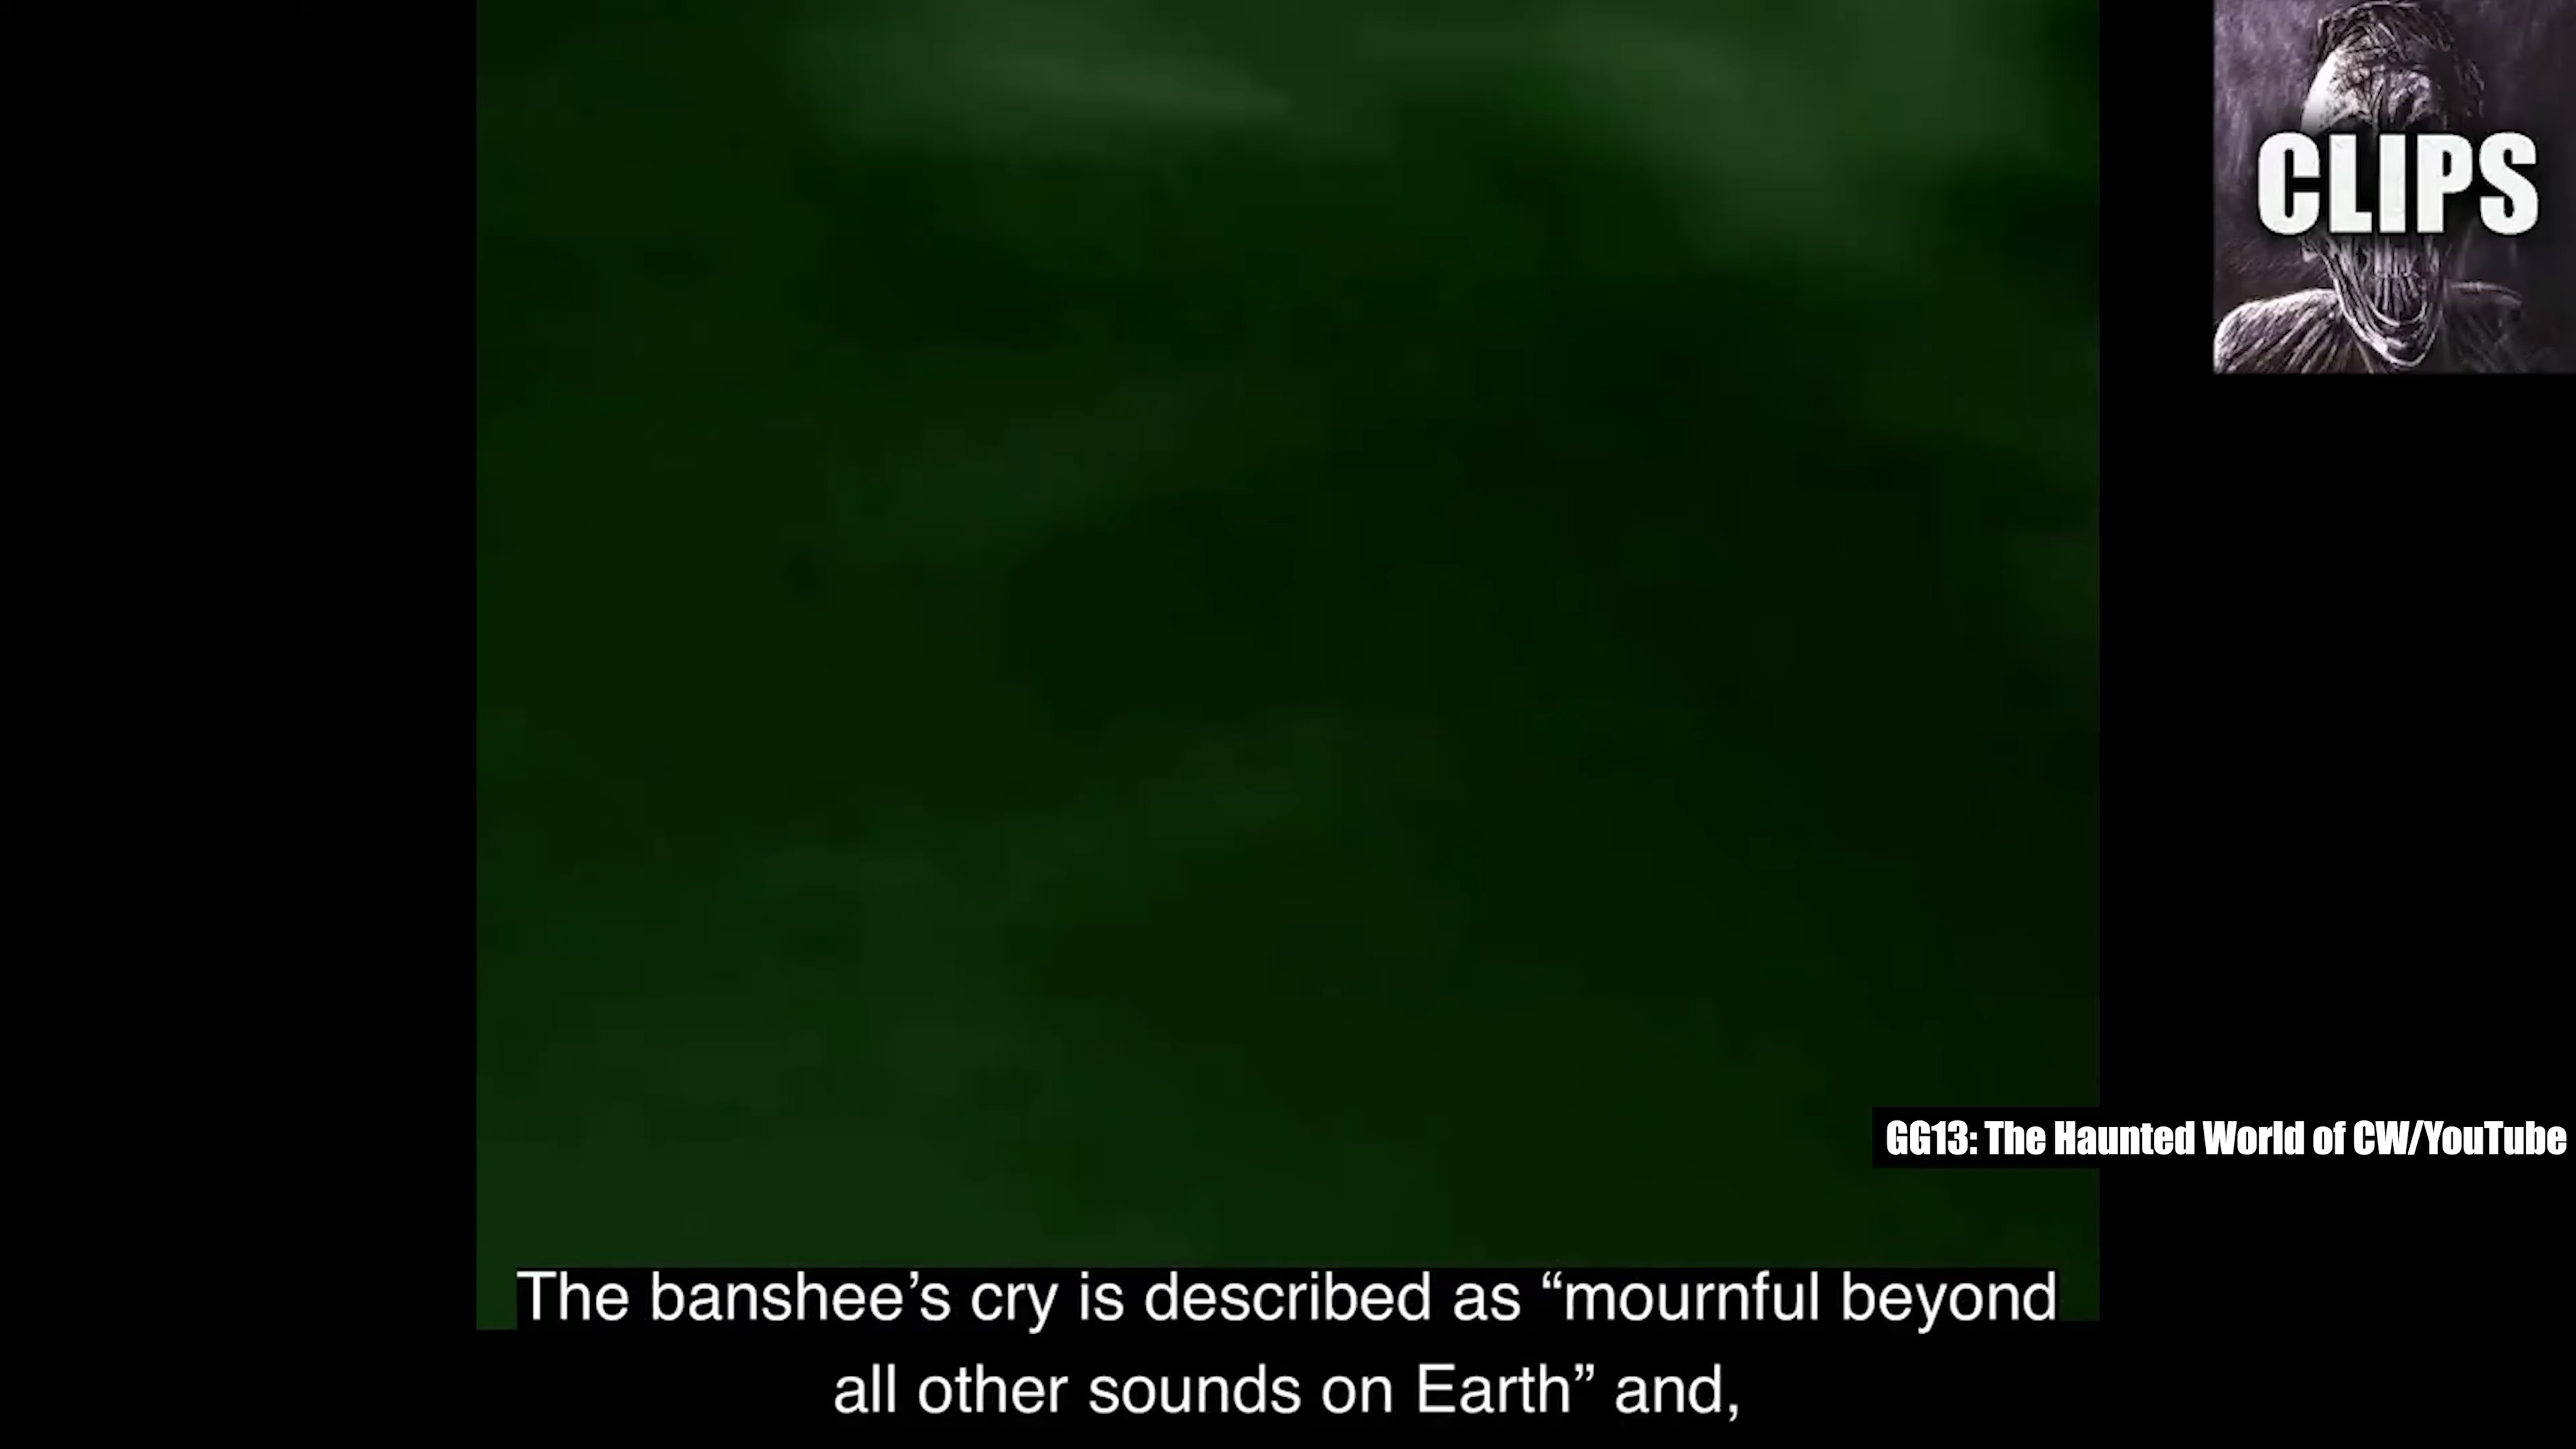 CLIPS
GG13: The Haunted World of CW/YouTube
The banshee’s cry is described as “mournful beyond
all other sounds on Earth” and,